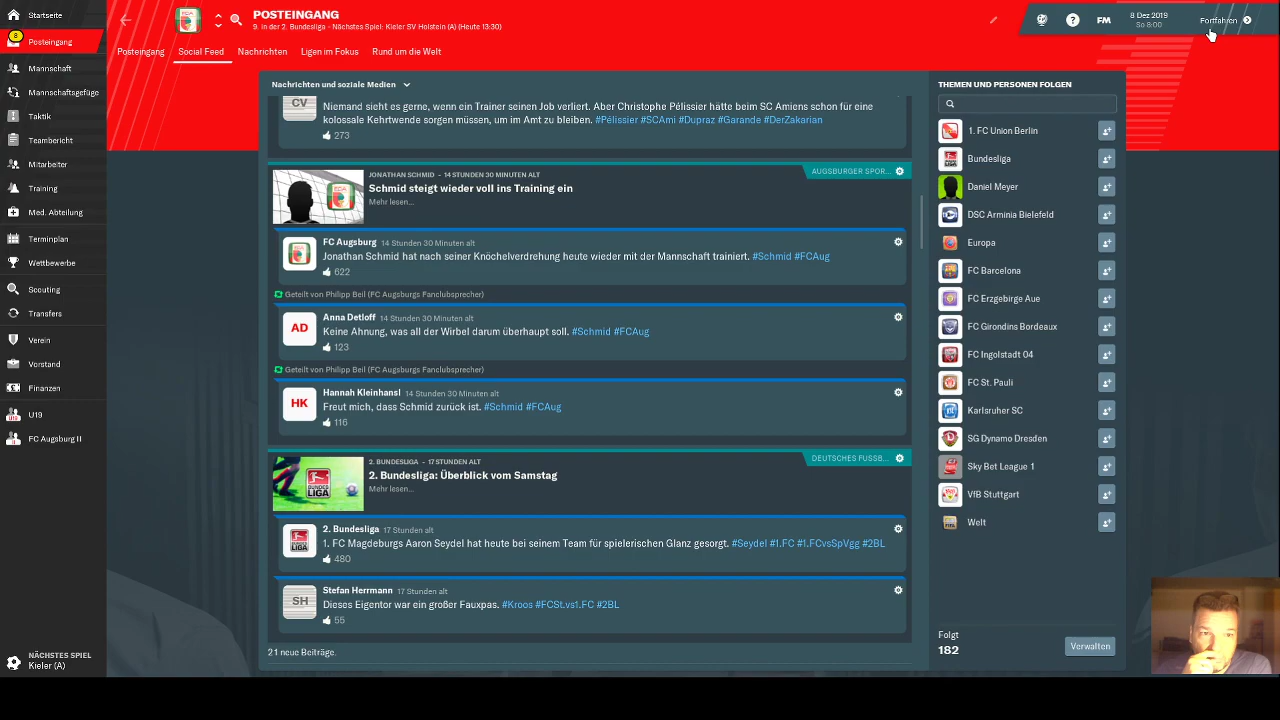 Startseite
8
Posteingang
Mannschaft
Mannschaftsgefüge
Taktik
Teambericht
Mitarbeiter
Training
Med. Abteilung
Terminplan
Wettbewerbe
Scouting
Transfers
Verein
Vorstand
Finanzen
U19
FC Augsburg II
NÄCHSTES SPIEL
Kieler (A)
POSTEINGANG
9. in der 2. Bundesliga - Nächstes Spiel: Kieler SV Holstein (A) (Heute 13:30)
FM
8 Dez 2019
So 8:00
Fortfahren
Posteingang Social Feed Nachrichten Ligen im Fokus Rund um die Welt
Nachrichten und soziale Medien
CV
Niemand sieht es gerne, wenn ein Trainer seinen Job verliert. Aber Christophe Pélissier hätte beim SC Amiens schon für eine
kolossale Kehrtwende sorgen müssen, um im Amt zu bleiben. #Pélissier #SCAmi #Dupraz #Garande #DerZakarian
273
JONATHAN SCHMID - 14 STUNDEN 30 MINUTEN ALT
AUGSBURGER SPOR...
Schmid steigt wieder voll ins Training ein
Mehr lesen...
FC Augsburg 14 Stunden 30 Minuten alt
Jonathan Schmid hat nach seiner Knöchelverdrehung heute wieder mit der Mannschaft trainiert. #Schmid #FCAug
622
Geteilt von Philipp Beil (FC Augsburgs Fanclubsprecher)
AD
Anna Detloff 14 Stunden 30 Minuten alt
Keine Ahnung, was all der Wirbel darum überhaupt soll. #Schmid #FCAug
123
Geteilt von Philipp Beil (FC Augsburgs Fanclubsprecher)
HK
Hannah Kleinhansl 14 Stunden 30 Minuten alt
Freut mich, dass Schmid zurück ist. #Schmid #FCAug
116
2. BUNDESLIGA - 17 STUNDEN ALT
DEUTSCHES FUSSB...
2. Bundesliga: Überblick vom Samstag
Mehr lesen...
2. Bundesliga 17 Stunden alt
1. FC Magdeburgs Aaron Seydel hat heute bei seinem Team für spielerischen Glanz gesorgt. #Seydel #1.FC #1.FCvsSpVgg #2BL
480
SH
Stefan Herrmann 17 Stunden alt
Dieses Eigentor war ein großer Fauxpas. #Kroos #FCSt.vs1.FC #2BL
55
21 neue Beiträge.
THEMEN UND PERSONEN FOLGEN
1. FC Union Berlin
Bundesliga
Daniel Meyer
DSC Arminia Bielefeld
Europa
FC Barcelona
FC Erzgebirge Aue
FC Girondins Bordeaux
FC Ingolstadt 04
FC St. Pauli
Karlsruher SC
SG Dynamo Dresden
Sky Bet League 1
VfB Stuttgart
Welt
Folgt
182
Verwalten